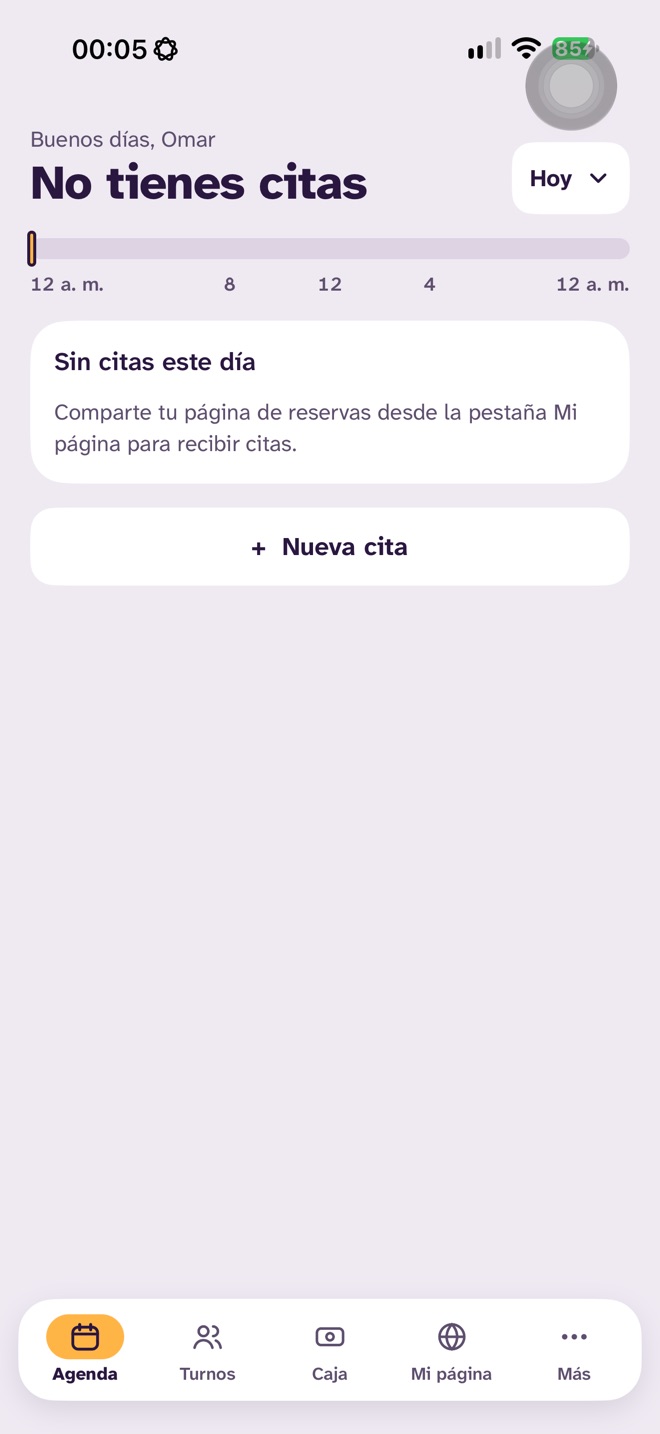 00:05
85
Buenos días, Omar
No tienes citas
Hoy
12 a. m. 8 12 4 12 a. m.
Sin citas este día
Comparte tu página de reservas desde la pestaña Mi
página para recibir citas.
+ Nueva cita
Agenda Turnos Caja Mi página Más